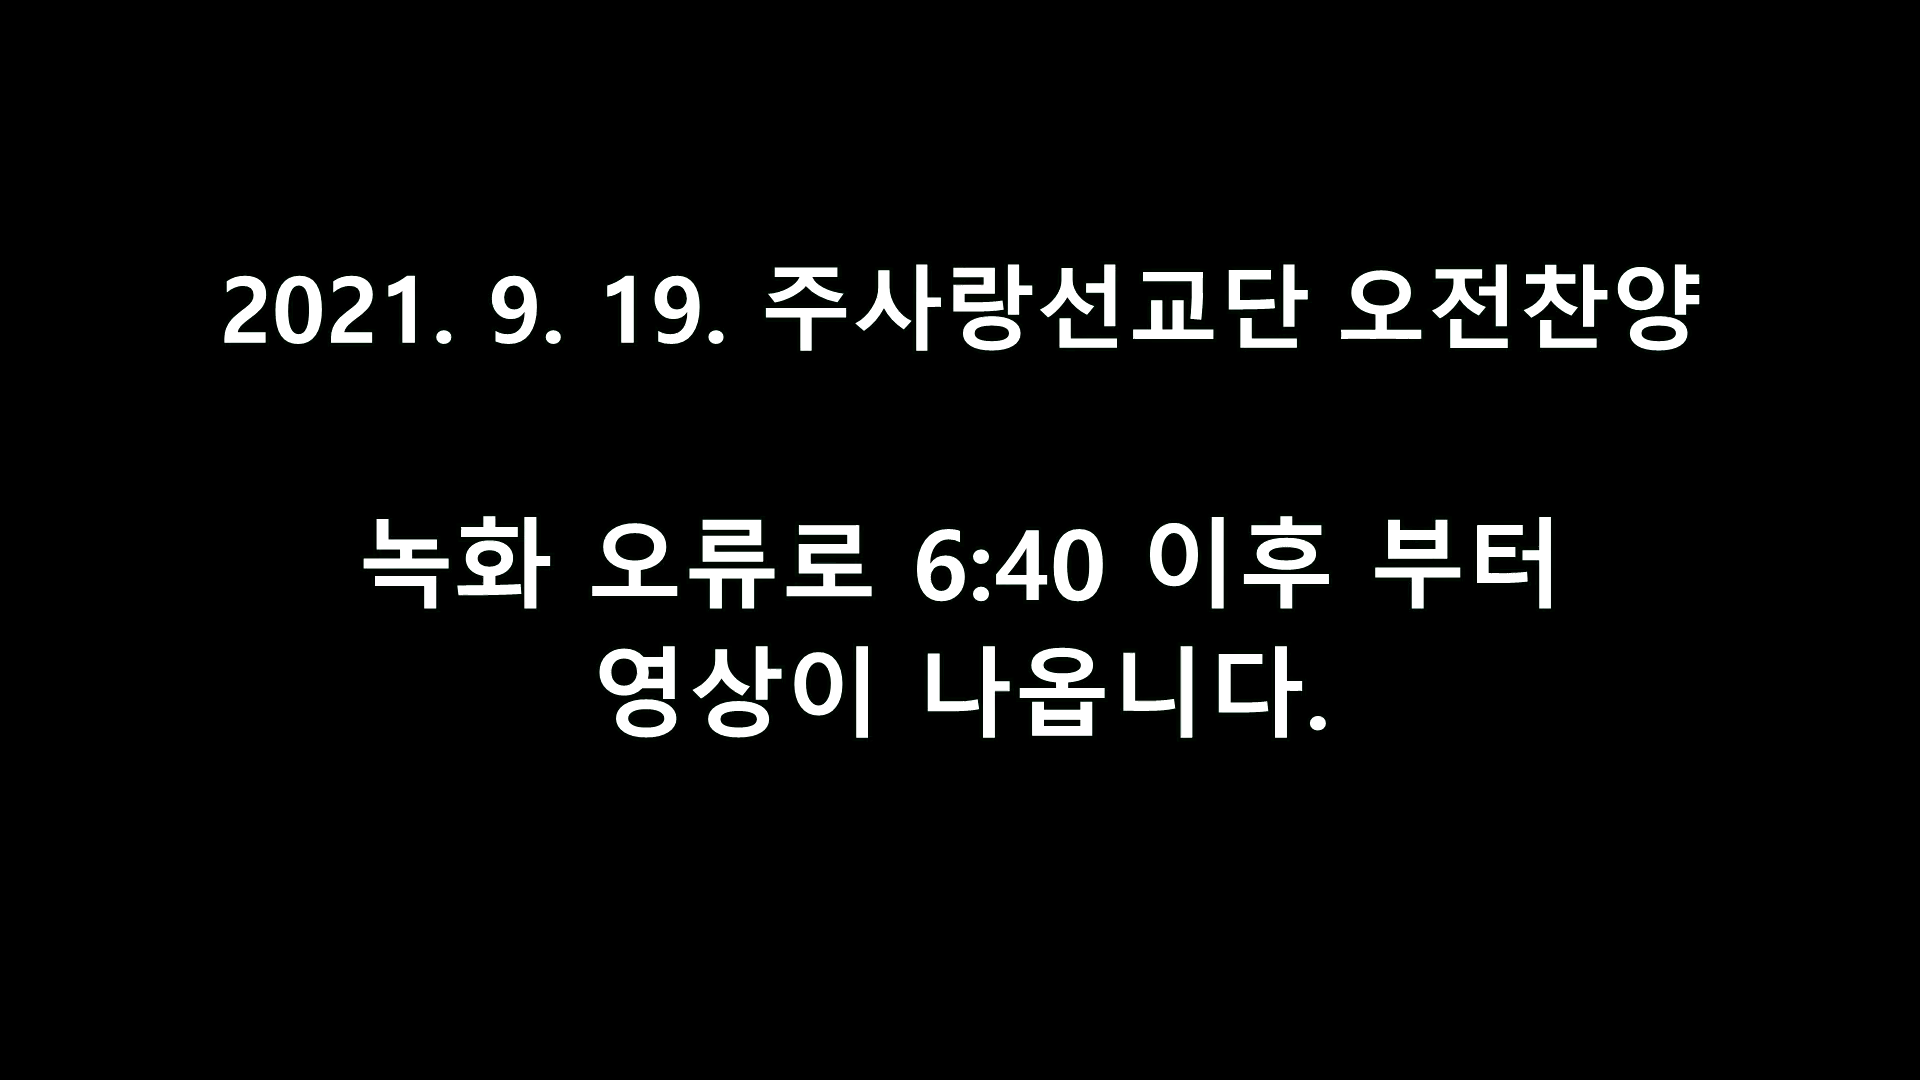 2021. 9. 19. 주사랑선교단 오전찬양
녹화 오류로 6:40 이후 부터
영상이 나옵니다.